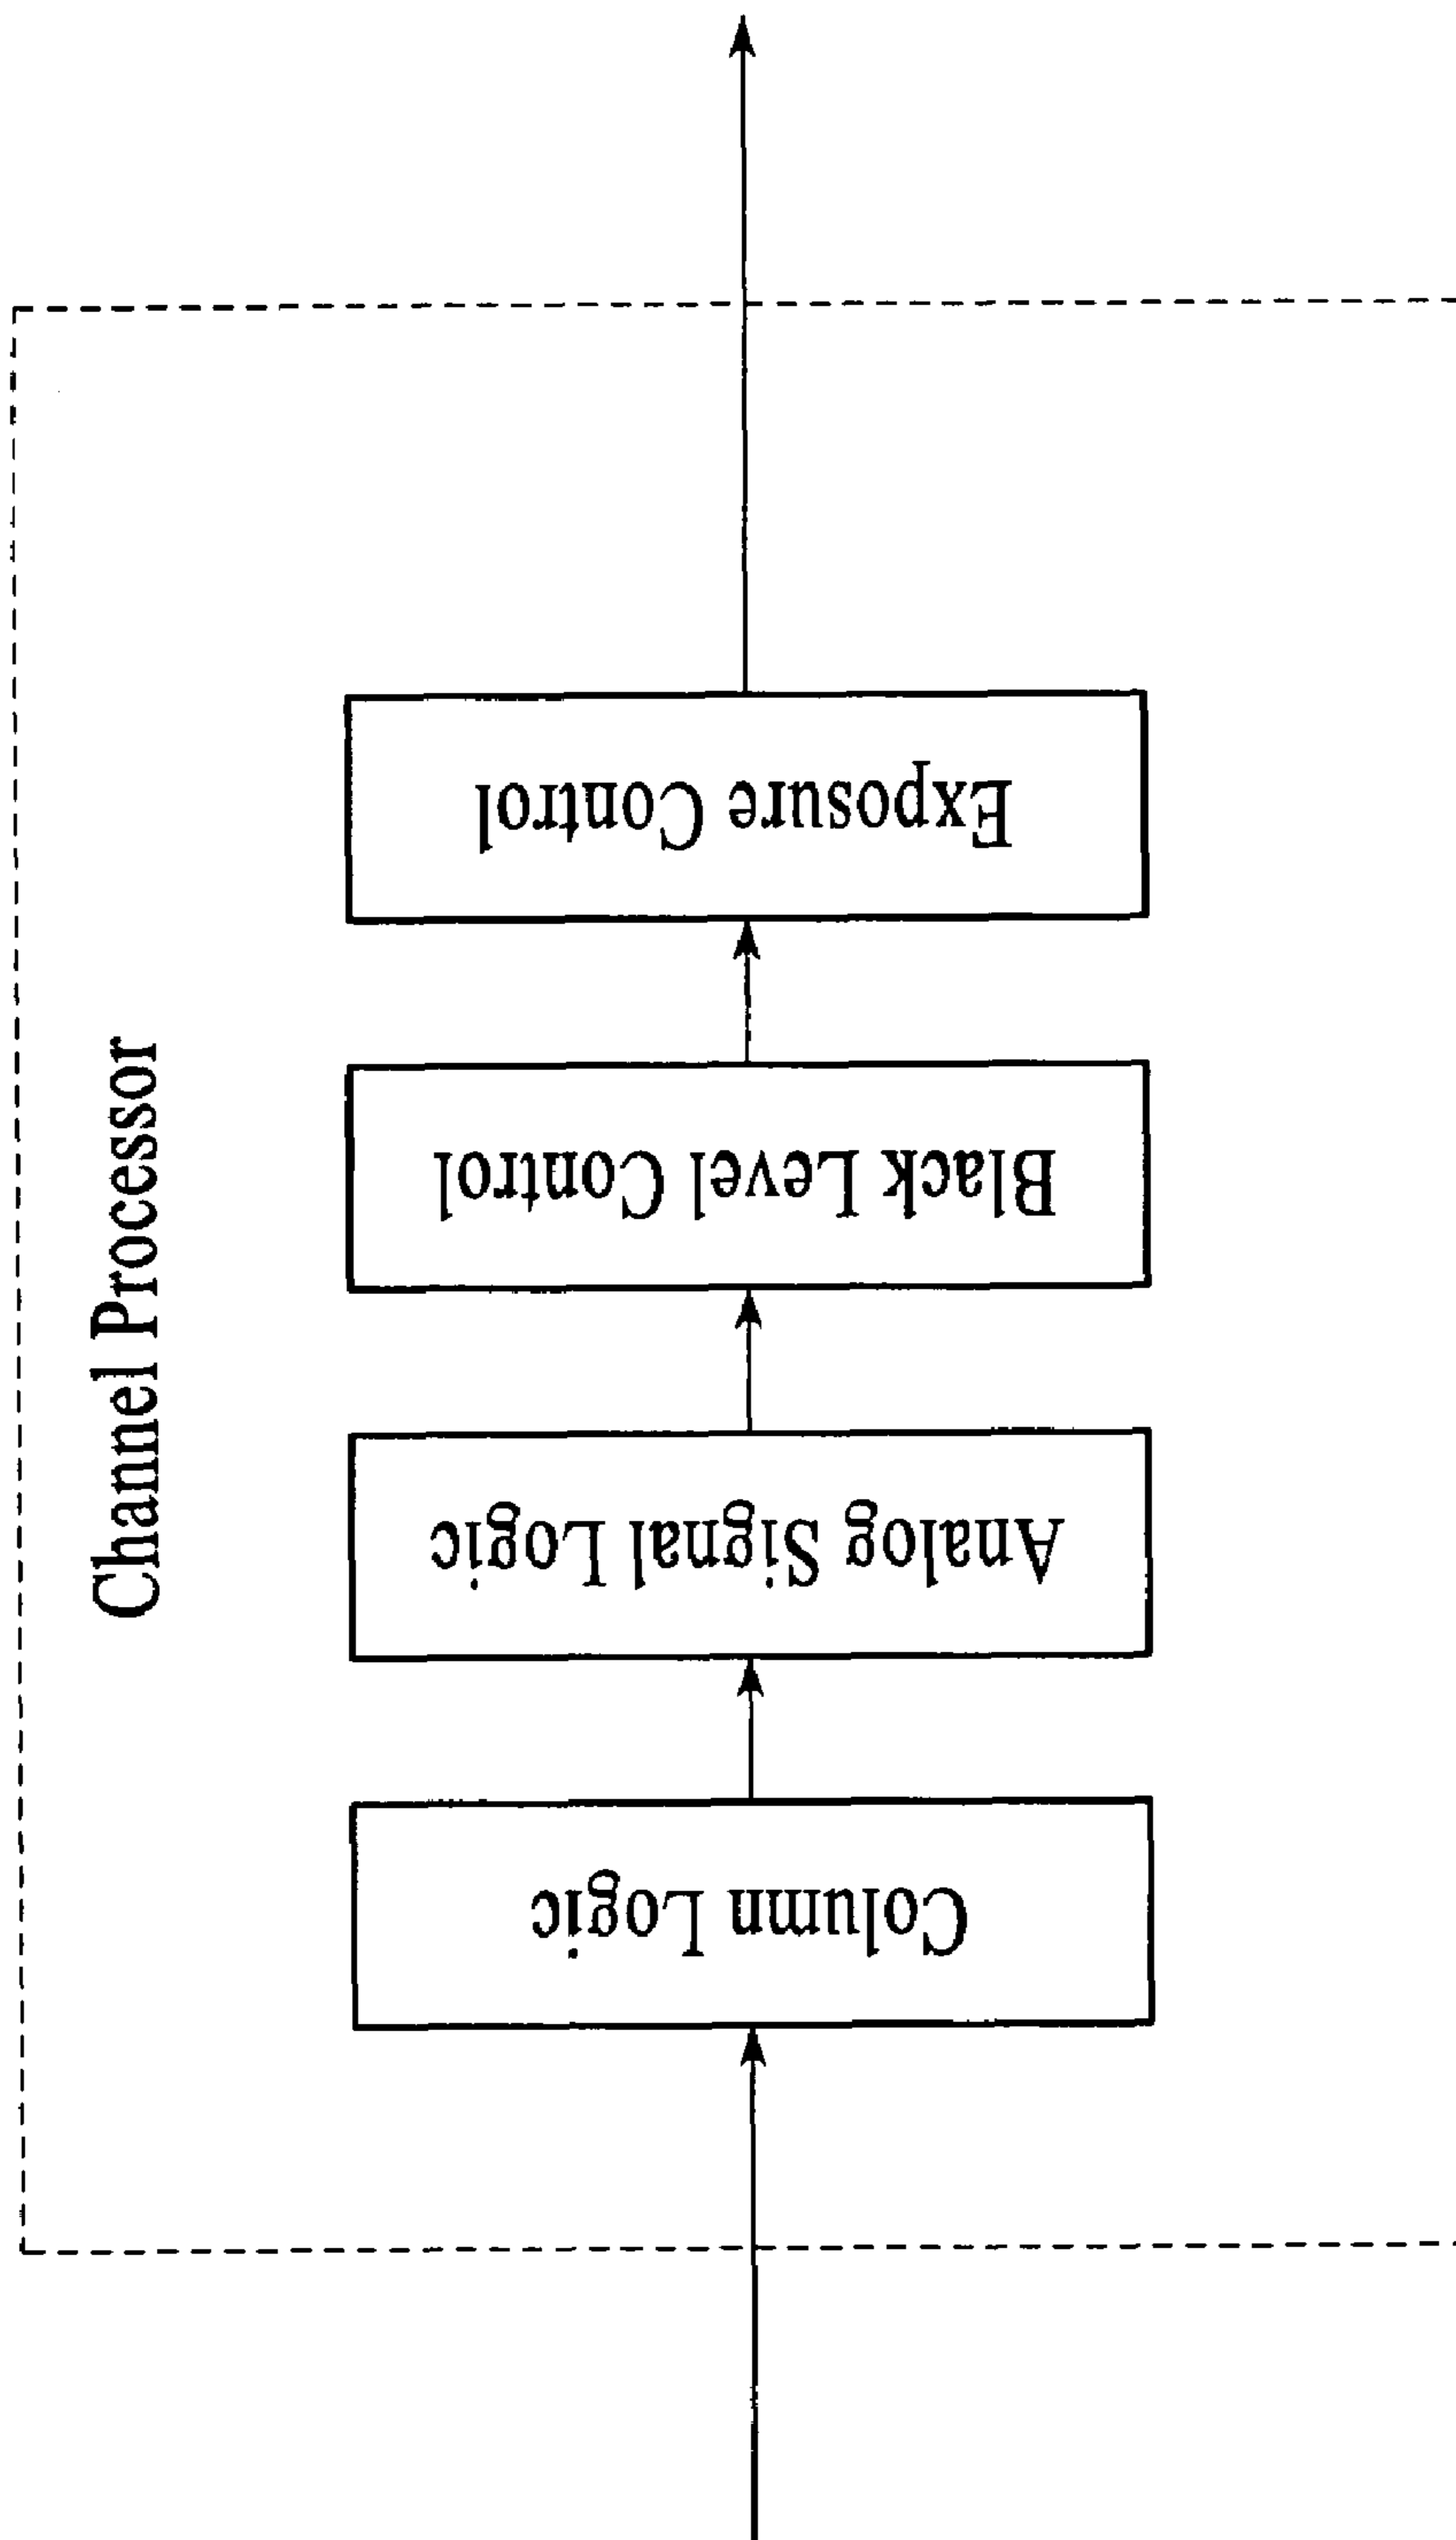 Channel Processor
Column Logic
Analog Signal Logic
Black Level Control
Exposure Control